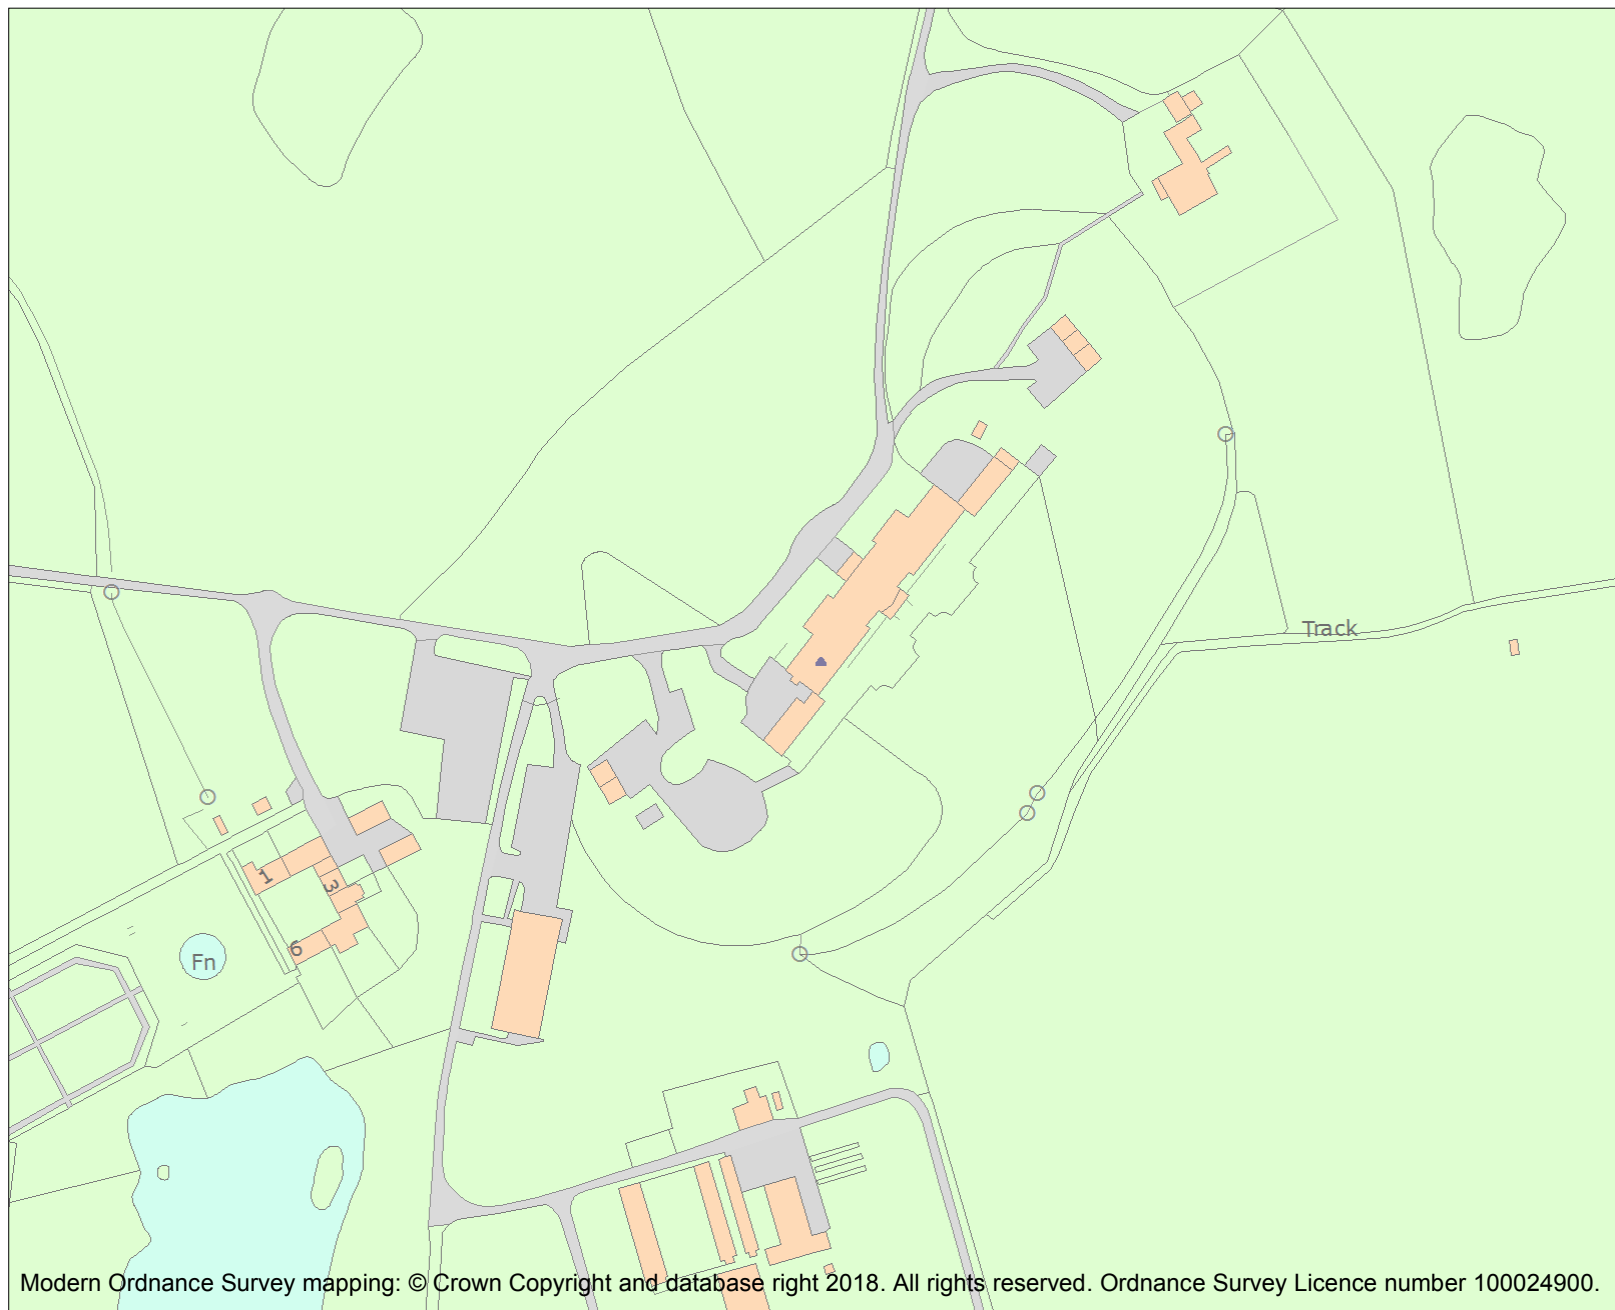 Track
1
3
6
Fn
Modern Ordnance Survey mapping: © Crown Copyright and database right 2018. All rights reserved. Ordnance Survey Licence number 100024900.